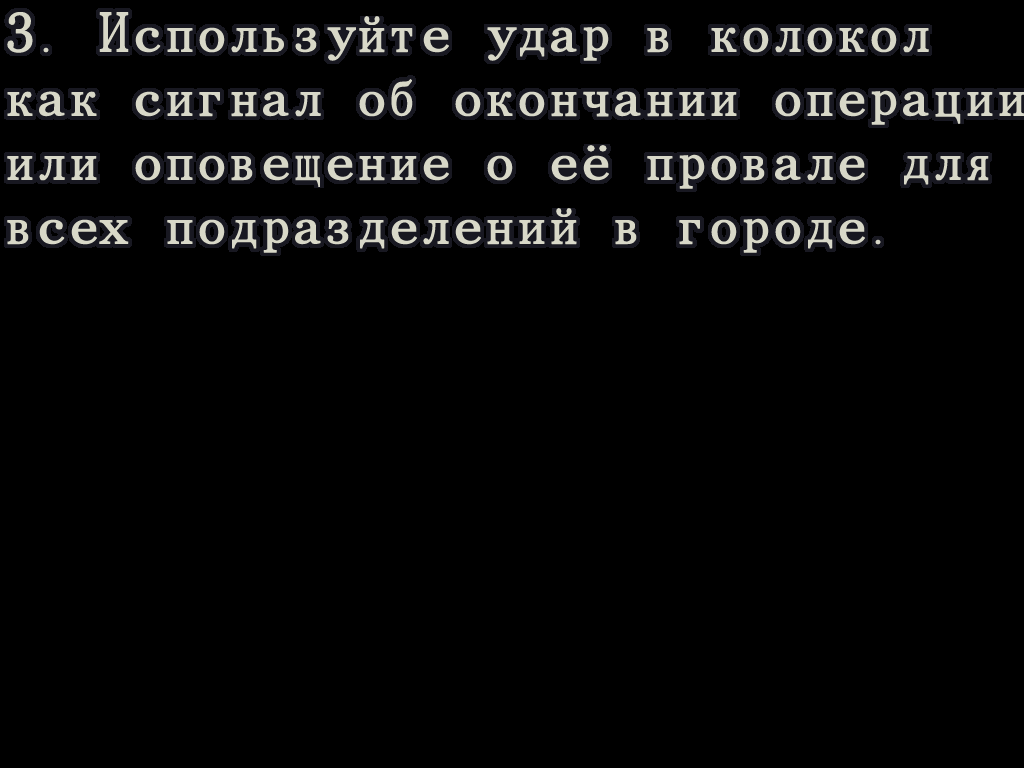 3. Используйте удар в колокол
как сигнал об окончании операции
или оповещение о её провале для
всех подразделений в городе.